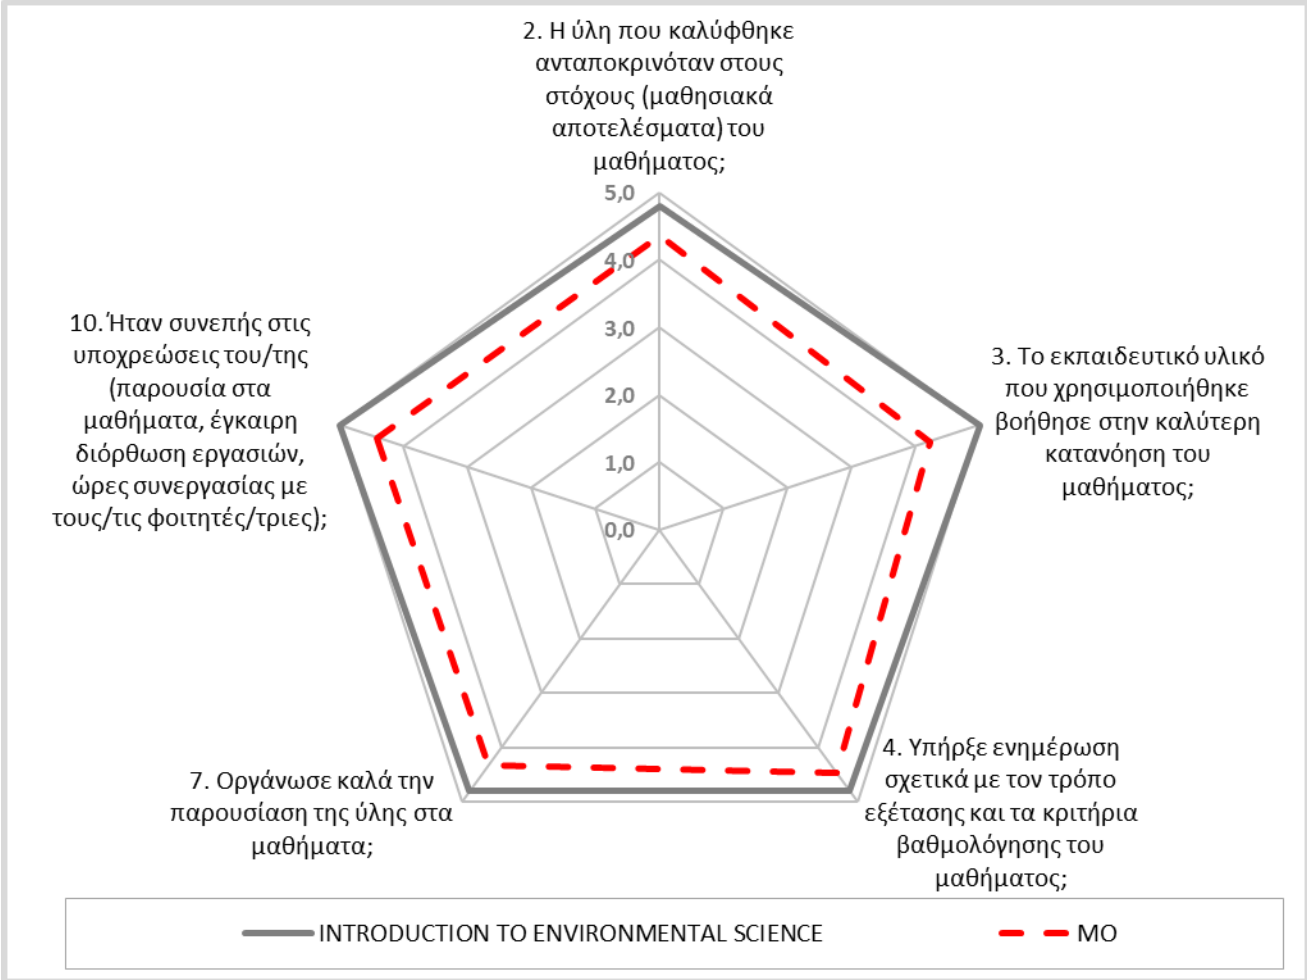 2. Η ύλη που καλύφθηκε
ανταποκρινόταν στους
στόχους (μαθησιακά
αποτελέσματα) του
μαθήματος;
5,0
4,0
3,0
2,0
1,0
0,0
10. Ήταν συνεπής στις
υποχρεώσεις του/της
(παρουσία στα
μαθήματα, έγκαιρη
διόρθωση εργασιών,
ώρες συνεργασίας με
τους/τις φοιτητές/τριες);
3. Το εκπαιδευτικό υλικό
που χρησιμοποιήθηκε
βοήθησε στην καλύτερη
κατανόηση του
μαθήματος;
7. Οργάνωσε καλά την
παρουσίαση της ύλης στα
μαθήματα;
4. Υπήρξε ενημέρωση
σχετικά με τον τρόπο
εξέτασης και τα κριτήρια
βαθμολόγησης του
μαθήματος;
INTRODUCTION TO ENVIRONMENTAL SCIENCE
ΜΟ